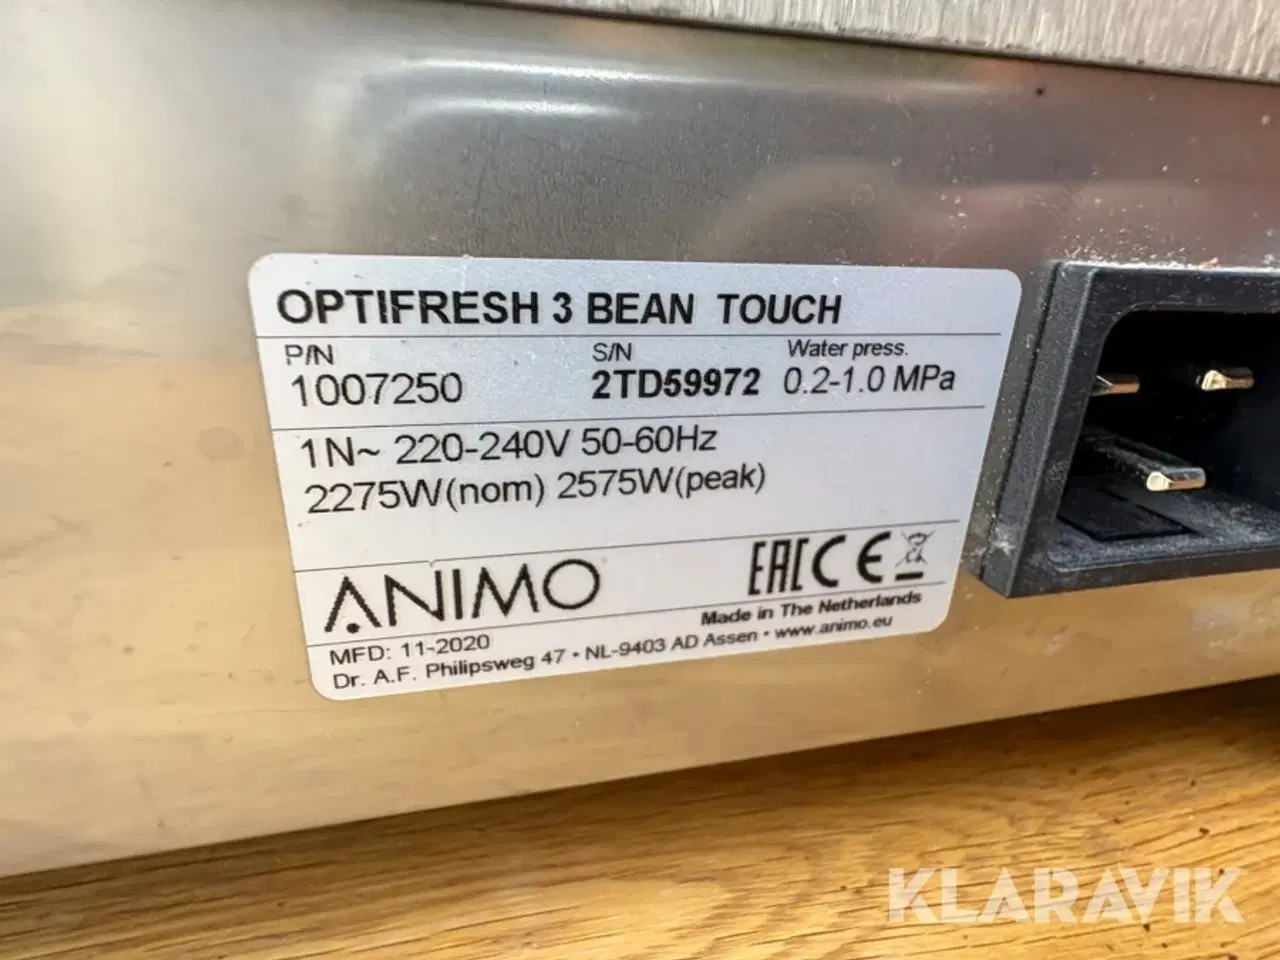 OPTIFRESH 3 BEAN TOUCH
P/N S/N Water press.
1007250 2TD59972 0.2-1.0 MPa
1N~ 220-240V 50-60Hz
2275W(nom) 2575W(peak)
ANIMO EAC CE
Made in The Netherlands
MFD: 11-2020
Dr. A.F. Philipsweg 47 • NL-9403 AD Assen • www.animo.eu
KLARAVIK